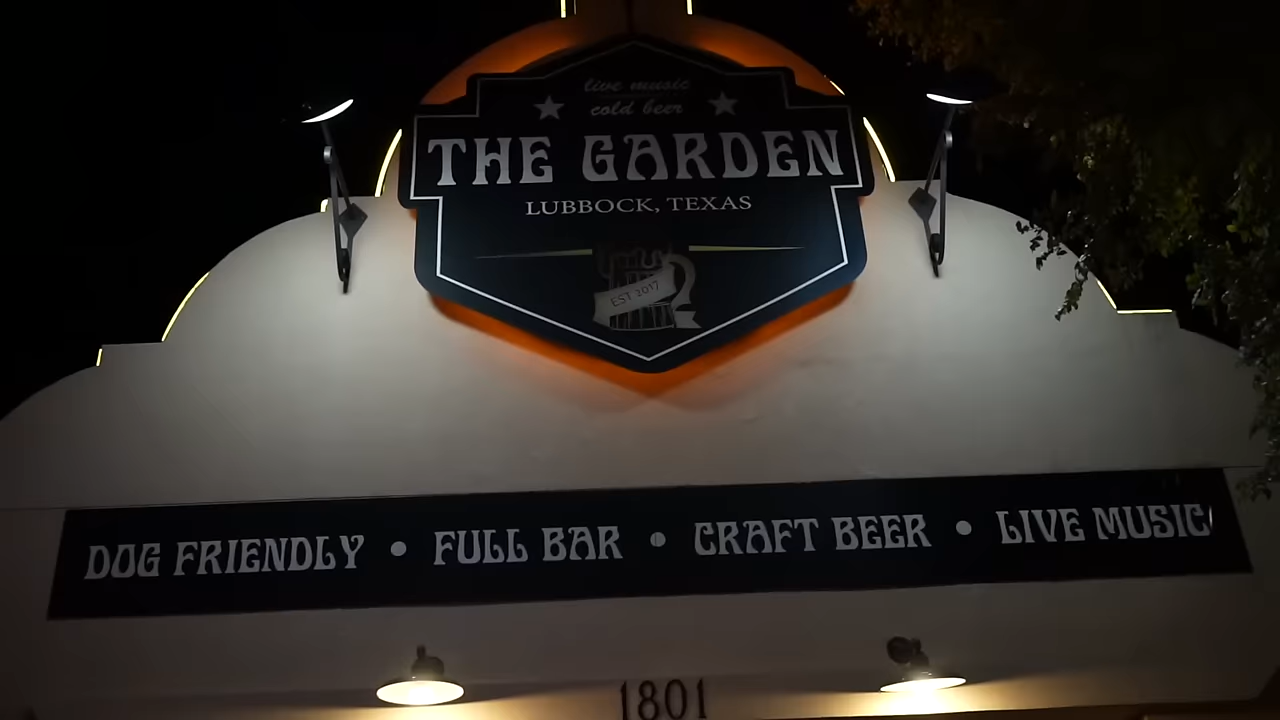 live music
cold beer
THE GARDEN
LUBBOCK, TEXAS
EST 2017
DOG FRIENDLY • FULL BAR • CRAFT BEER • LIVE MUSIC
1801